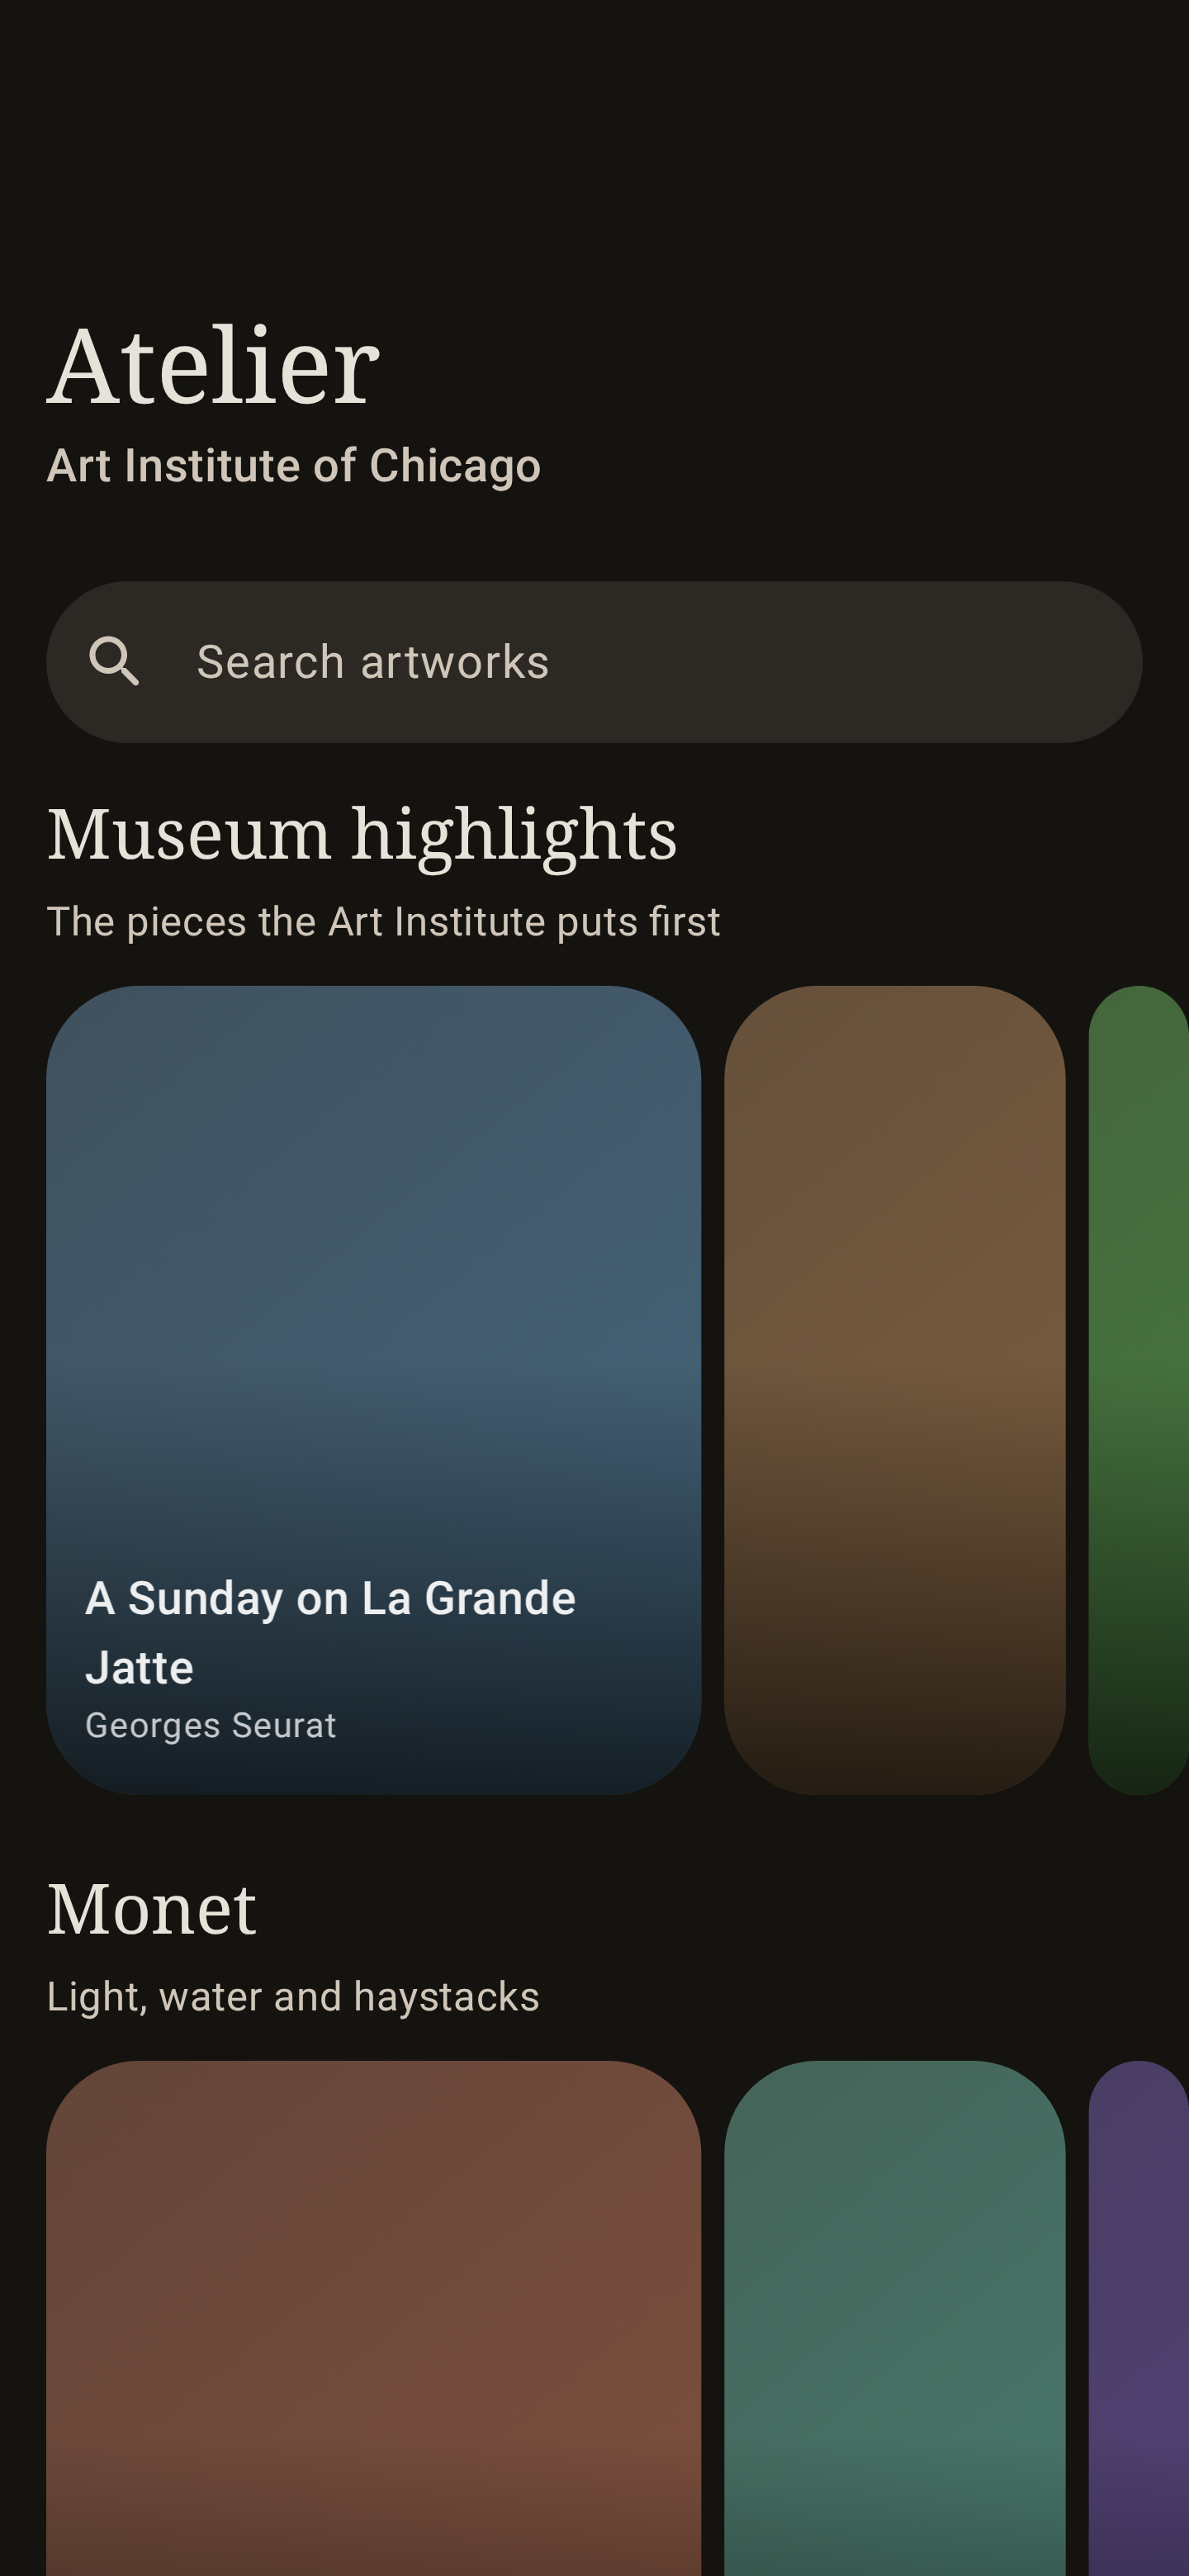 Atelier
Art Institute of Chicago
Search artworks
Museum highlights
The pieces the Art Institute puts first
A Sunday on La Grande
Jatte
Georges Seurat
Monet
Light, water and haystacks